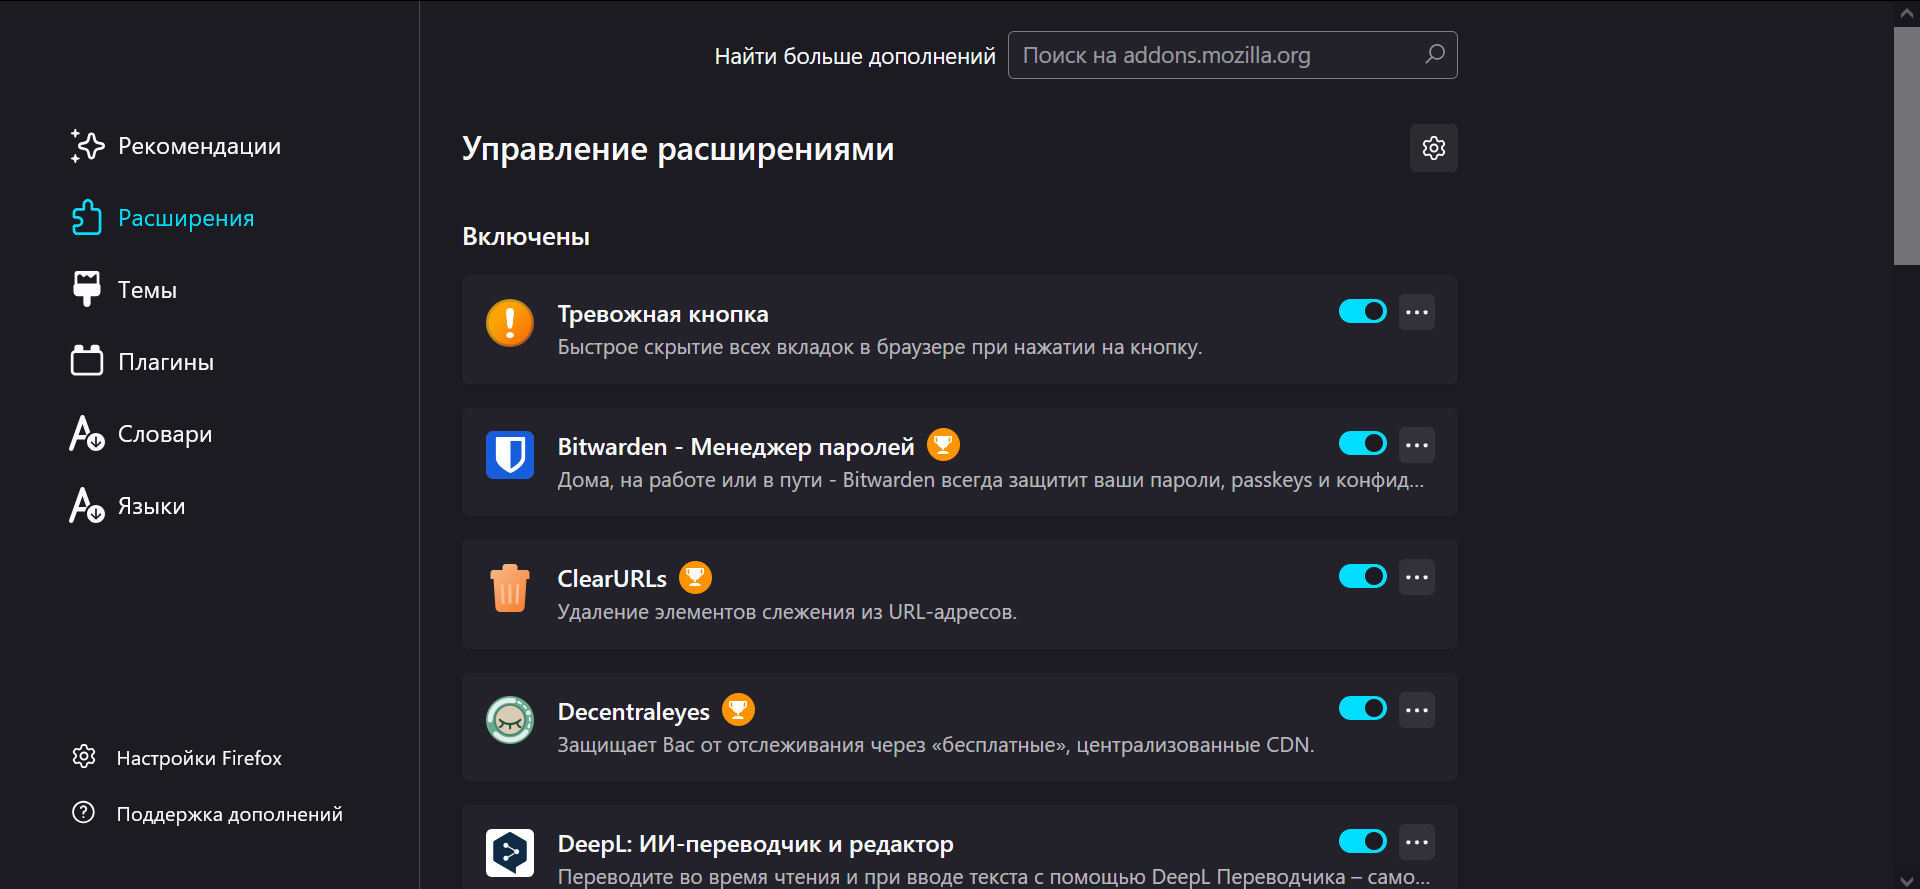 Найти больше дополнений
Поиск на addons.mozilla.org
Рекомендации
Расширения
Темы
Плагины
Словари
Языки
Настройки Firefox
Поддержка дополнений
Управление расширениями
Включены
Тревожная кнопка
Быстрое скрытие всех вкладок в браузере при нажатии на кнопку.
Bitwarden - Менеджер паролей
Дома, на работе или в пути - Bitwarden всегда защитит ваши пароли, passkeys и конфид...
ClearURLs
Удаление элементов слежения из URL-адресов.
Decentraleyes
Защищает Вас от отслеживания через «бесплатные», централизованные CDN.
DeepL: ИИ-переводчик и редактор
Переводите во время чтения и при вводе текста с помощью DeepL Переводчика – само...